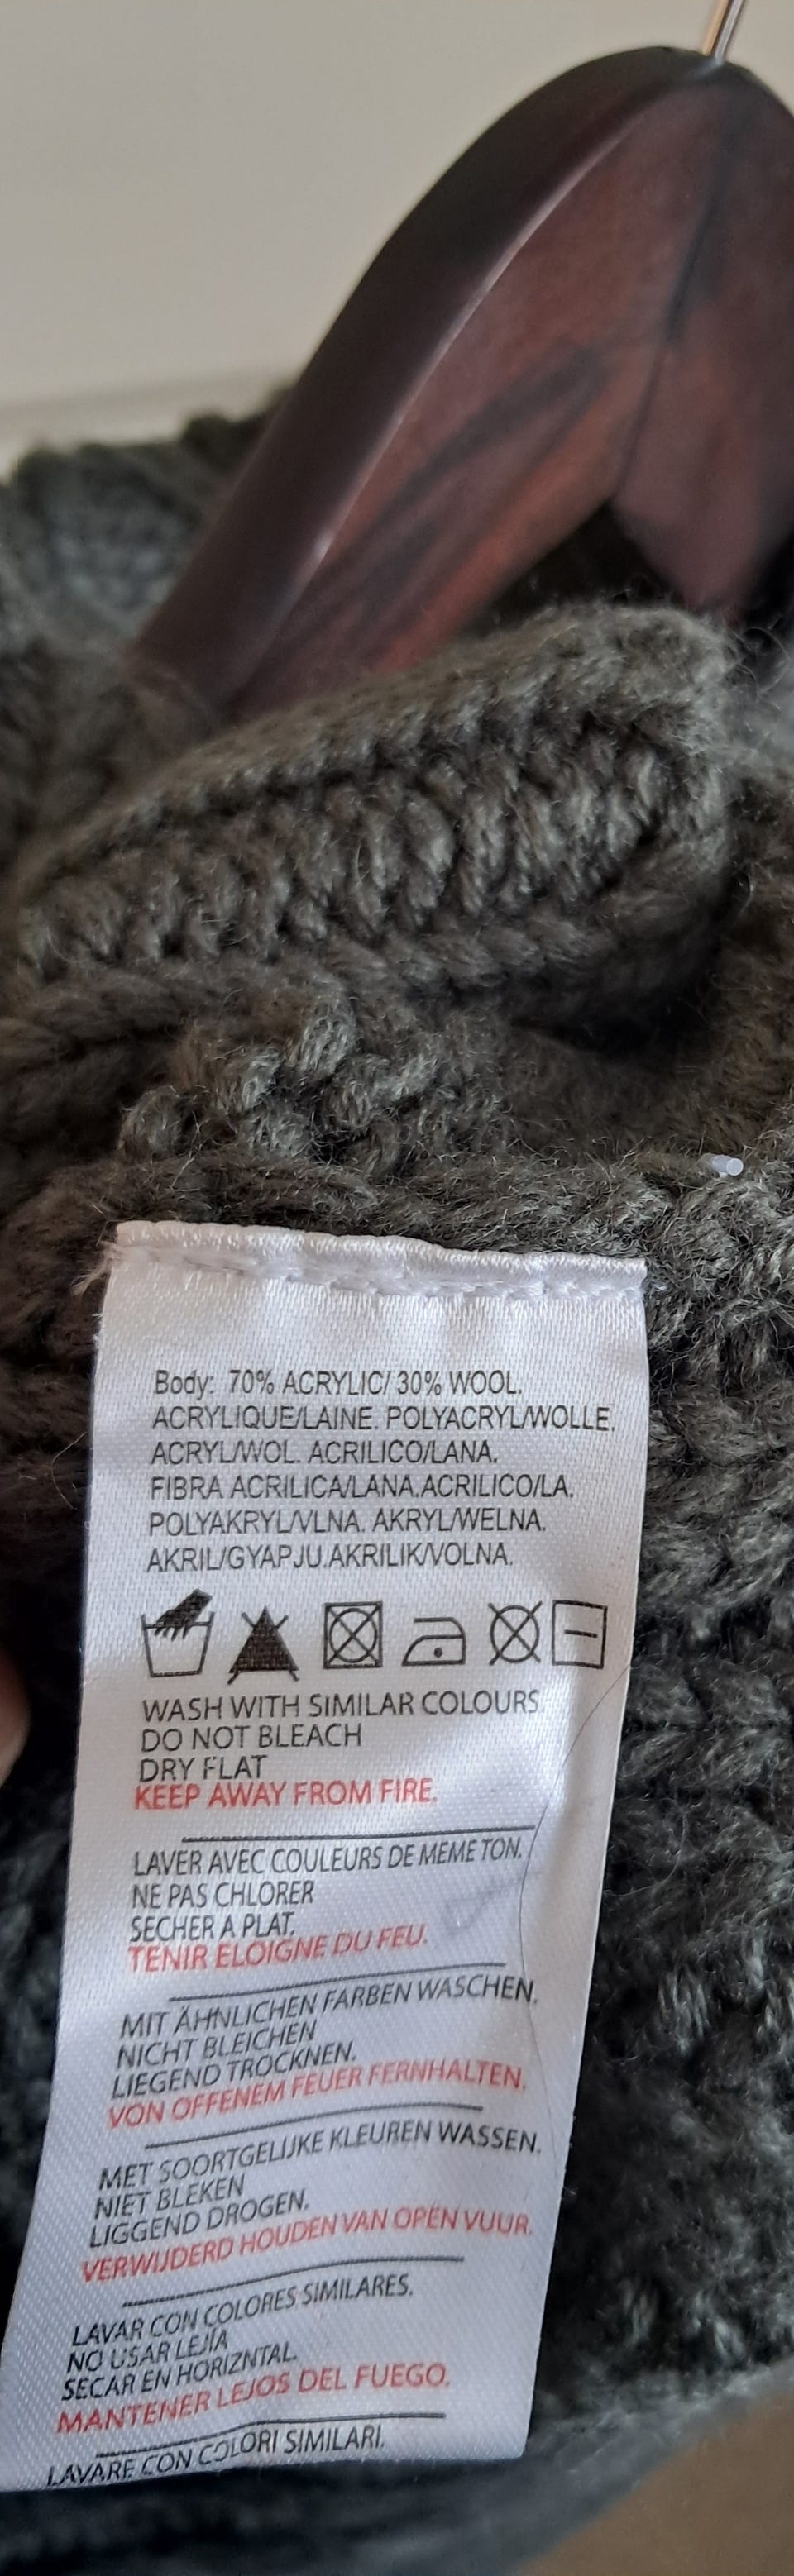 Body: 70% ACRYLIC/ 30% WOOL.
ACRYLIQUE/LAINE. POLYACRYL/WOLLE.
ACRYL/WOL. ACRILICO/LANA.
FIBRA ACRILICA/LANA.ACRILICO/LA.
POLYAKRYL/VLNA. AKRYL/WELNA.
AKRIL/GYAPJU.AKRILIK/VOLNA.
WASH WITH SIMILAR COLOURS
DO NOT BLEACH
DRY FLAT
KEEP AWAY FROM FIRE.
LAVER AVEC COULEURS DE MEME TON.
NE PAS CHLORER
SECHER A PLAT.
TENIR ELOIGNE DU FEU.
MIT ÄHNLICHEN FARBEN WASCHEN.
NICHT BLEICHEN
LIEGEND TROCKNEN.
VON OFFENEM FEUER FERNHALTEN.
MET SOORTGELIJKE KLEUREN WASSEN.
NIET BLEKEN
LIGGEND DROGEN.
VERWIJDERD HOUDEN VAN OPEN VUUR.
LAVAR CON COLORES SIMILARES.
NO USAR LEJÍA
SECAR EN HORIZNTAL.
MANTENER LEJOS DEL FUEGO.
LAVARE CON COLORI SIMILARI.